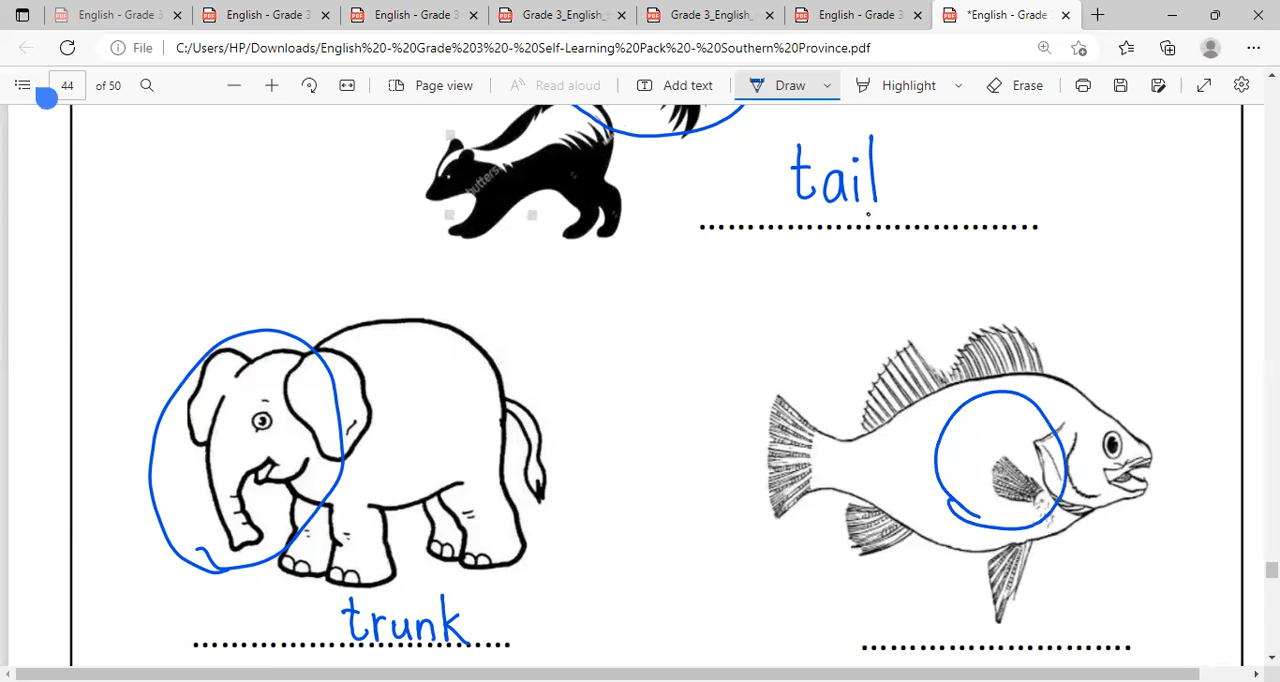 English - Grade 3
English - Grade 3
English - Grade 3
Grade 3_English_
Grade 3_English_
English - Grade 3
*English - Grade
File
C:/Users/HP/Downloads/English%20-%20Grade%203%20-%20Self-Learning%20Pack%20-%20Southern%20Province.pdf
44 of 50
Page view
Read aloud
Add text
Draw
Highlight
Erase
tail
trunk